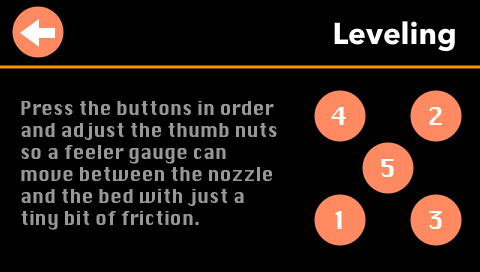 Leveling
Press the buttons in order
and adjust the thumb nuts
so a feeler gauge can
move between the nozzle
and the bed with just a
tiny bit of friction.
4 2
5
1 3